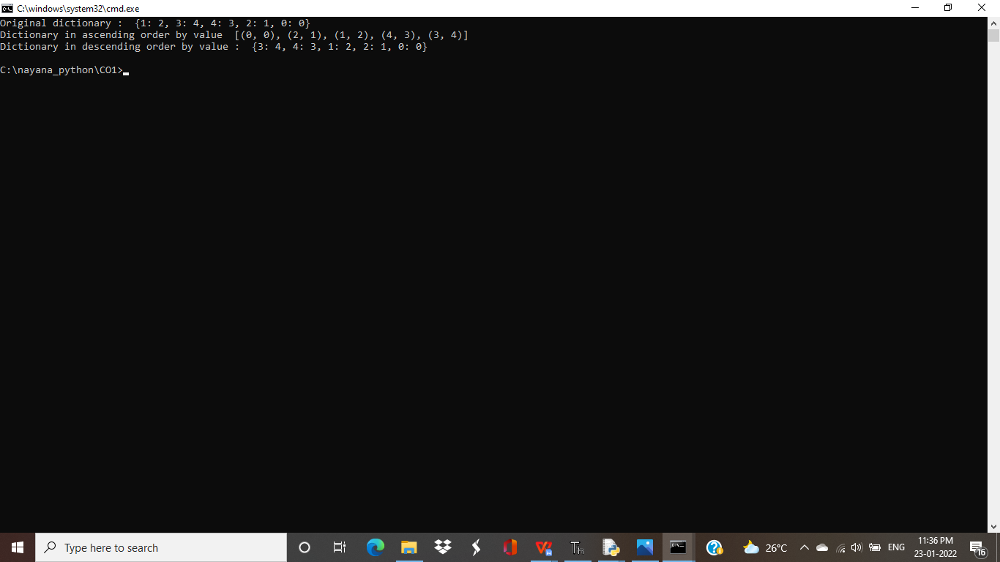 C:\windows\system32\cmd.exe
Original dictionary :  {1: 2, 3: 4, 4: 3, 2: 1, 0: 0}
Dictionary in ascending order by value  [(0, 0), (2, 1), (1, 2), (4, 3), (3, 4)]
Dictionary in descending order by value :  {3: 4, 4: 3, 1: 2, 2: 1, 0: 0}
C:\nayana_python\CO1>
Type here to search
26°C
ENG
11:36 PM
23-01-2022
16